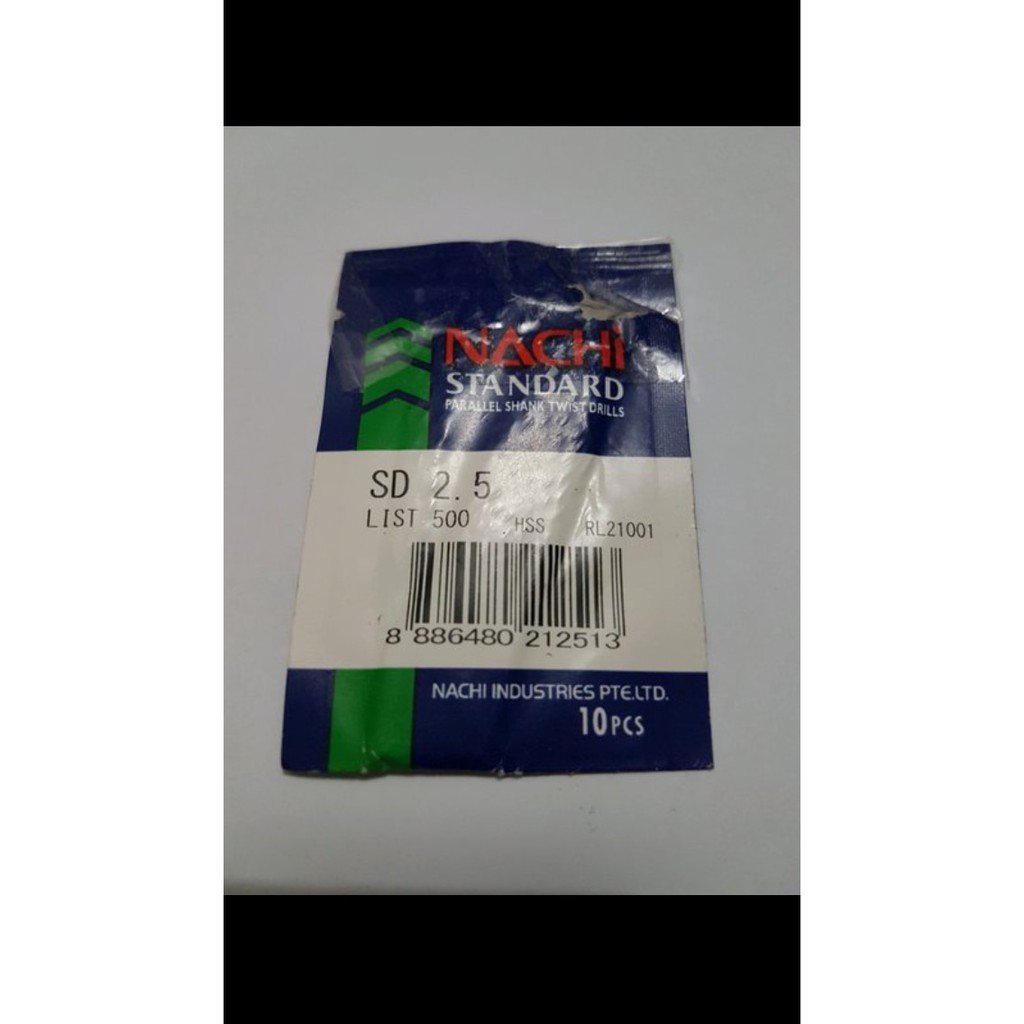 NACHi
STANDARD
PARALLEL SHANK TWIST DRILLS
SD 2.5
LIST 500 HSS RL21001
8 886480 212513
NACHI INDUSTRIES PTE.LTD.
10PCS